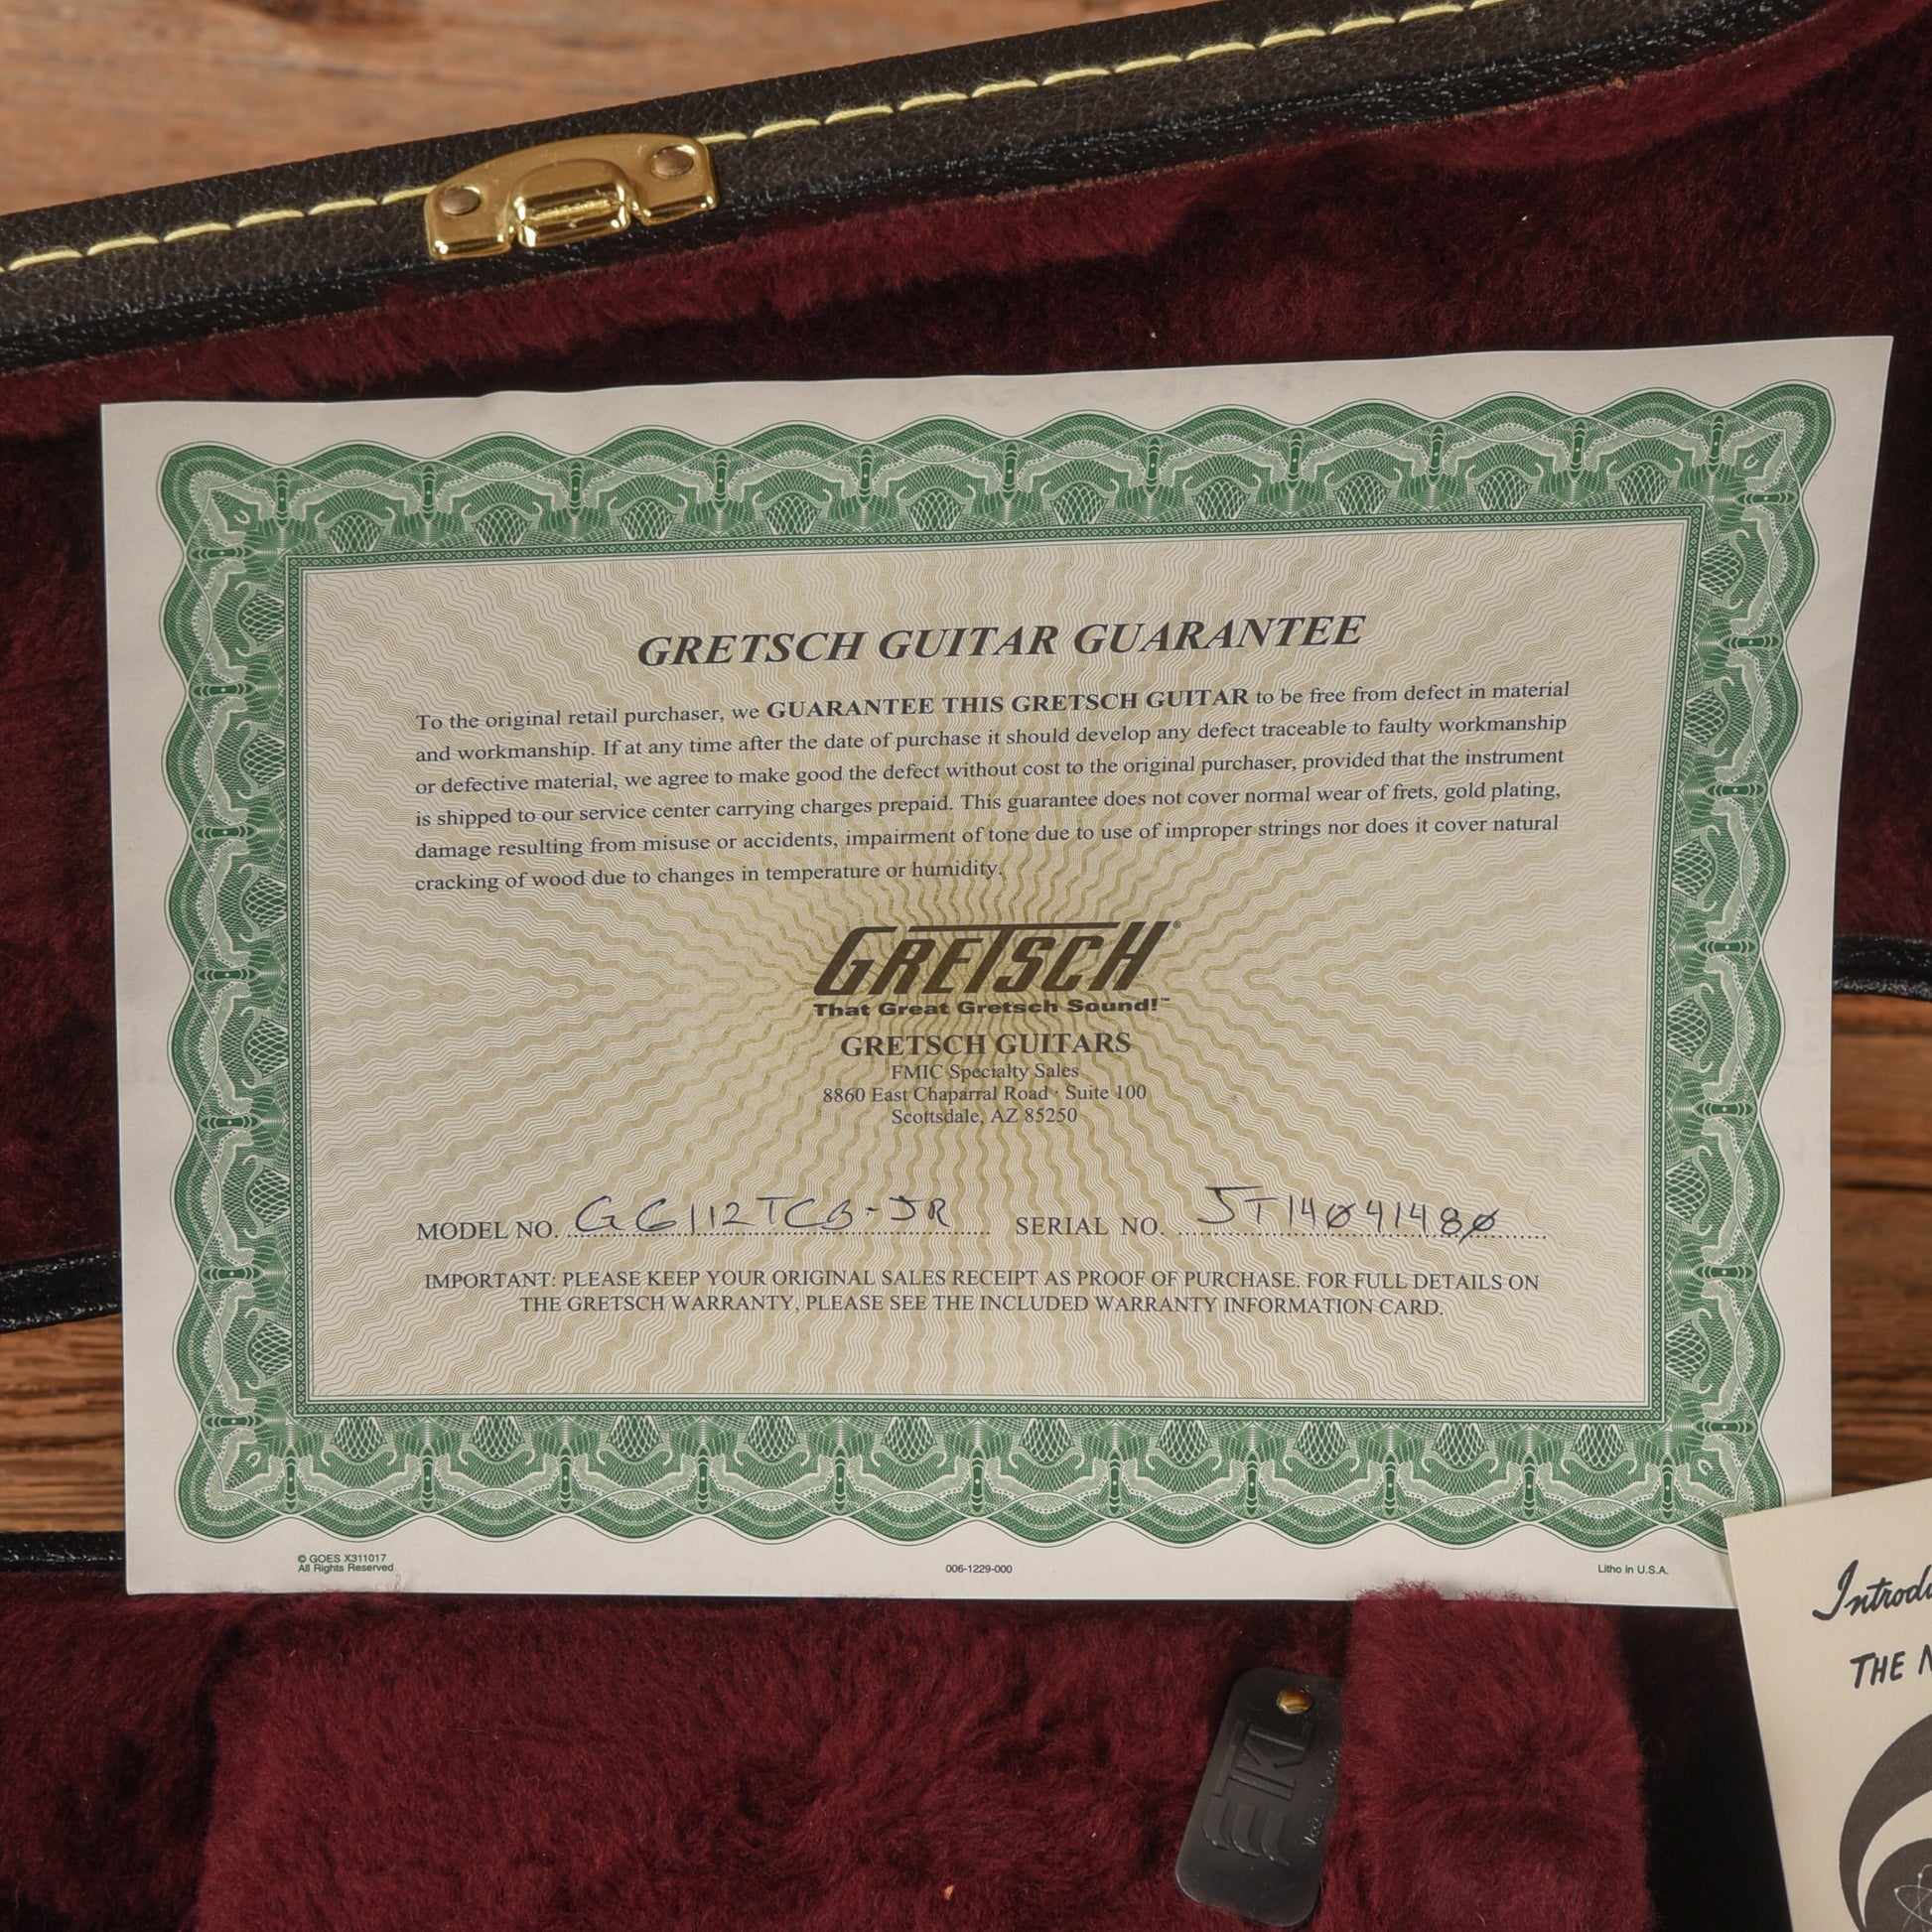 GRETSCH GUITAR GUARANTEE
To the original retail purchaser, we GUARANTEE THIS GRETSCH GUITAR to be free from defect in material
and workmanship. If at any time after the date of purchase it should develop any defect traceable to faulty workmanship
or defective material, we agree to make good the defect without cost to the original purchaser, provided that the instrument
is shipped to our service center carrying charges prepaid. This guarantee does not cover normal wear of frets, gold plating,
damage resulting from misuse or accidents, impairment of tone due to use of improper strings nor does it cover natural
cracking of wood due to changes in temperature or humidity.
GRETSCH®
That Great Gretsch Sound!™
GRETSCH GUITARS
FMIC Specialty Sales
8860 East Chaparral Road · Suite 100
Scottsdale, AZ 85250
MODEL NO. G6112TCB-JR SERIAL NO. JT14041480
IMPORTANT: PLEASE KEEP YOUR ORIGINAL SALES RECEIPT AS PROOF OF PURCHASE. FOR FULL DETAILS ON
THE GRETSCH WARRANTY, PLEASE SEE THE INCLUDED WARRANTY INFORMATION CARD.
© GOES X311017
All Rights Reserved
006-1229-000
Litho in U.S.A.
THE
TKL